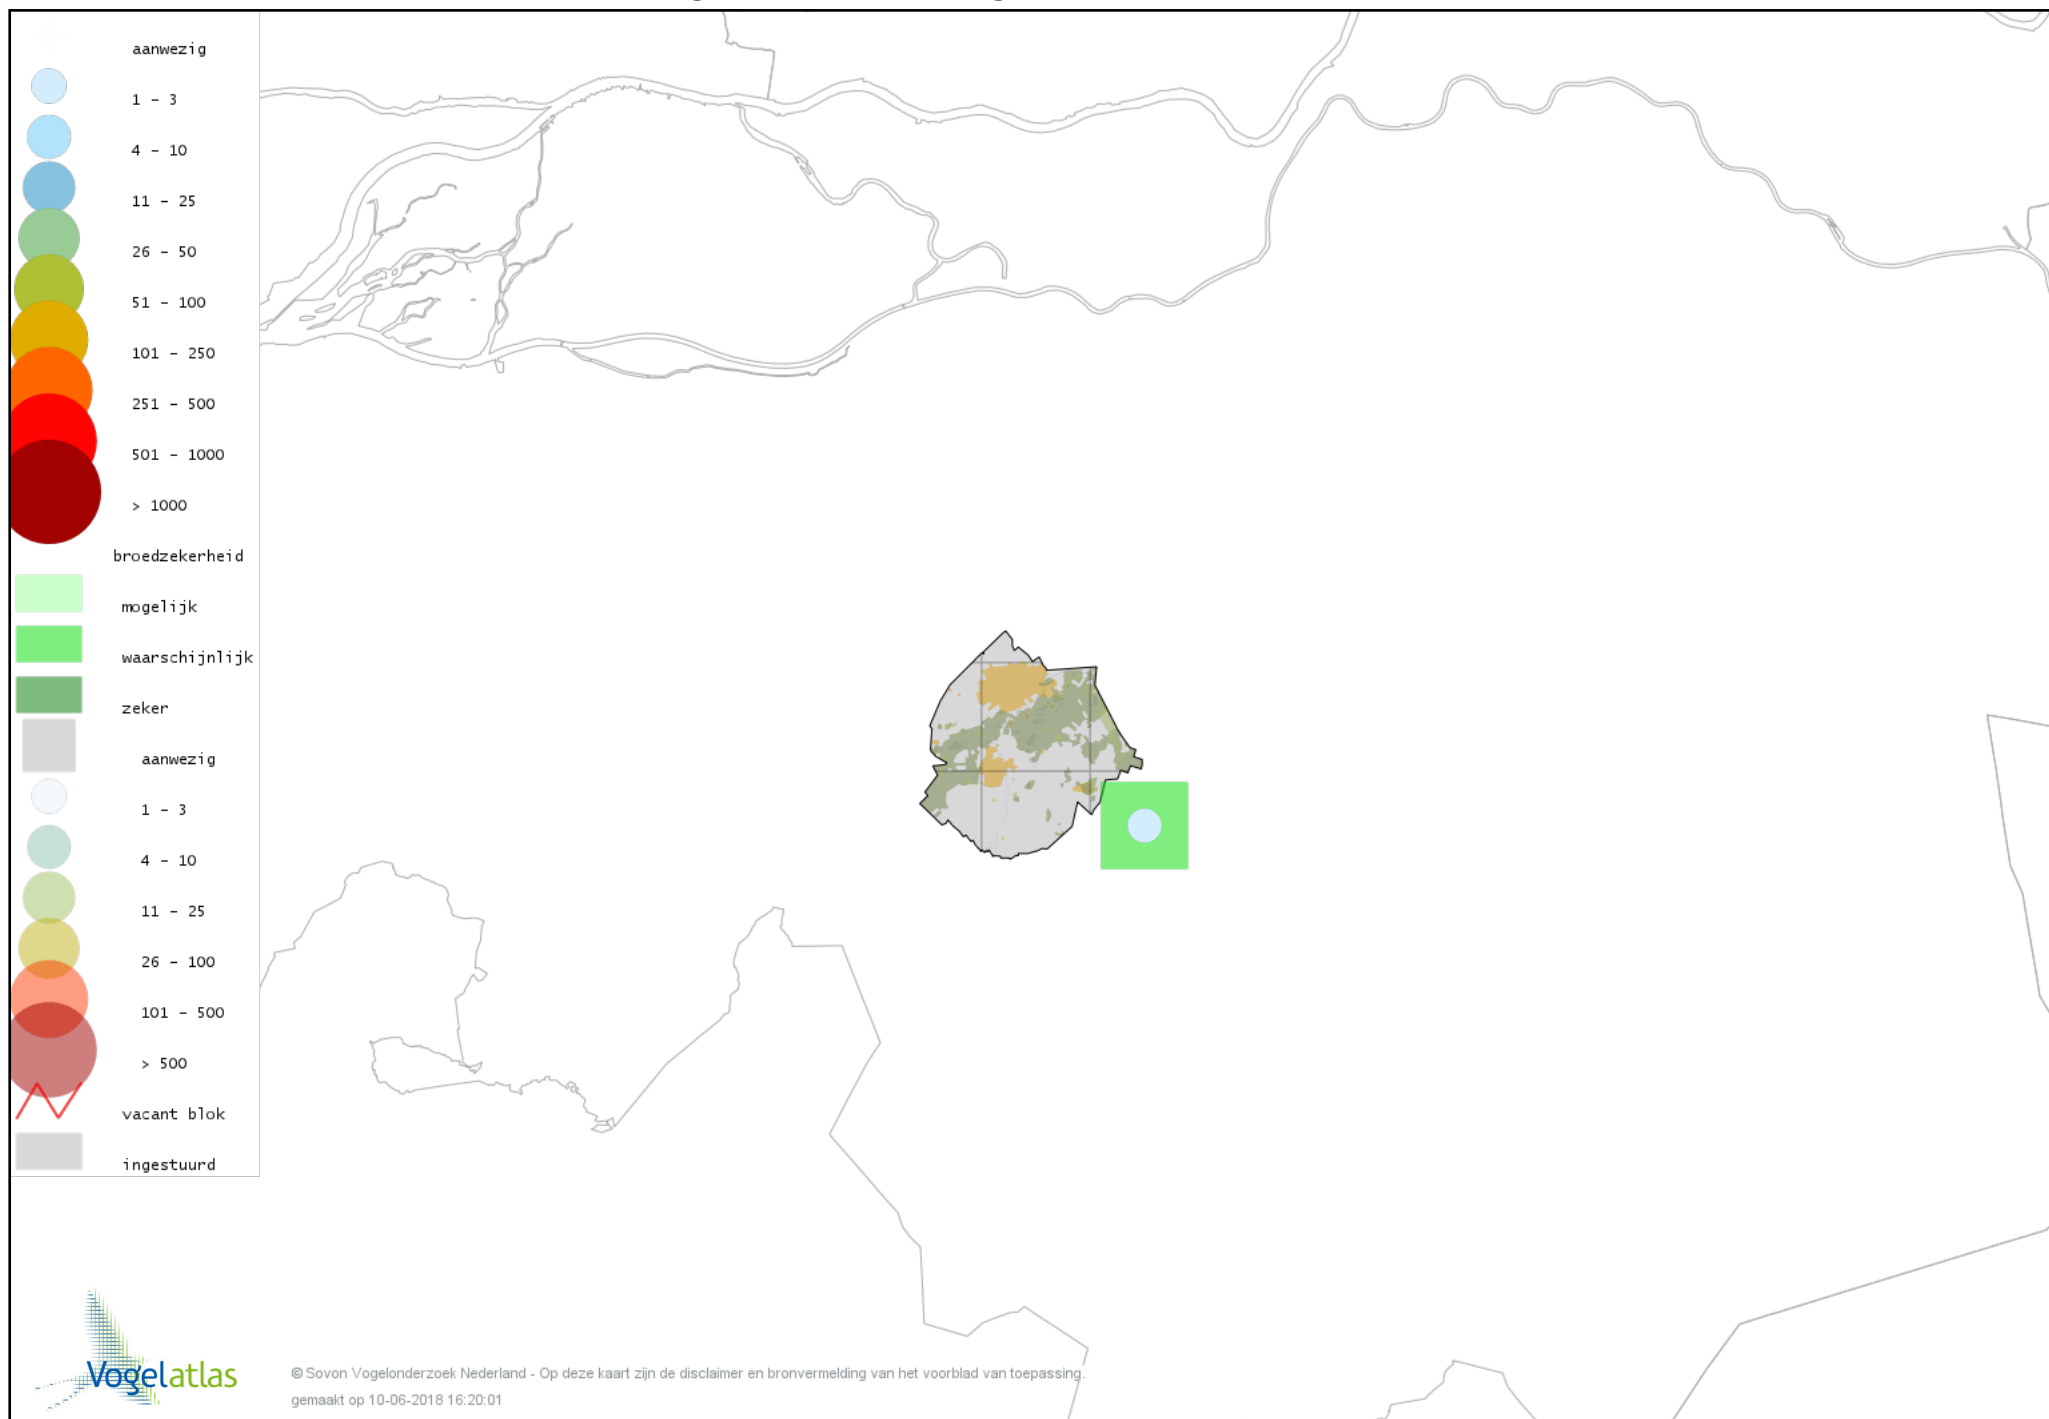 aanwezig
1 - 3
4 - 10
11 - 25
26 - 50
51 - 100
101 - 250
251 - 500
501 - 1000
> 1000
broedzekerheid
mogelijk
waarschijnlijk
zeker
aanwezig
1 - 3
4 - 10
11 - 25
26 - 100
101 - 500
> 500
vacant blok
ingestuurd
Vogelatlas
© Sovon Vogelonderzoek Nederland - Op deze kaart zijn de disclaimer en bronvermelding van het voorblad van toepassing.
gemaakt op 10-06-2018 16:20:01